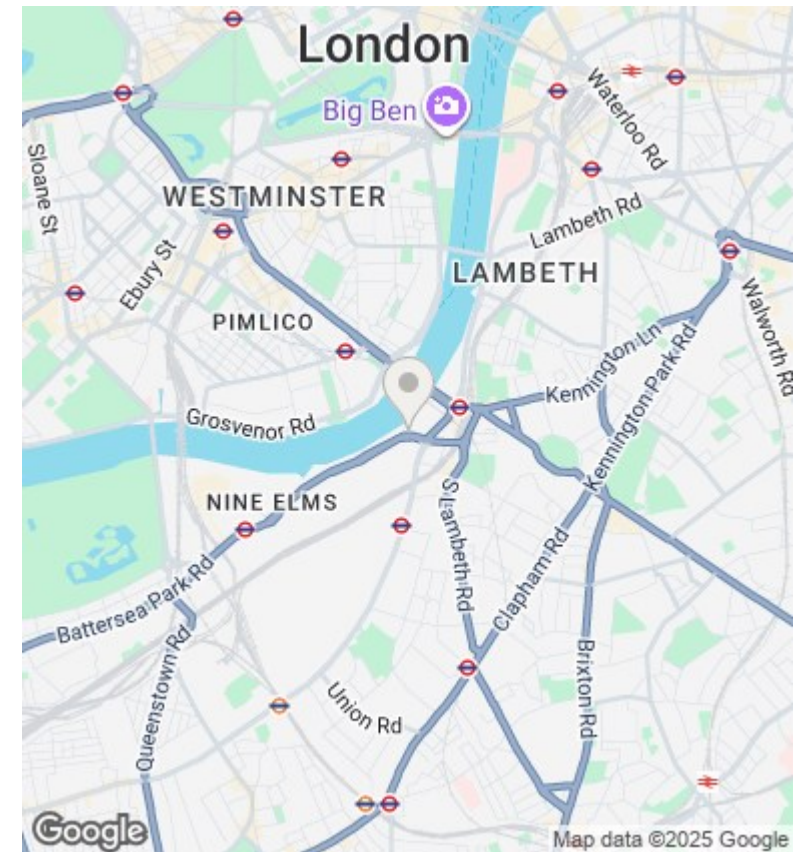 London
Big Ben
Waterloo Rd
Sloane St
WESTMINSTER
Lambeth Rd
Ebury St
LAMBETH
Walworth Rd
PIMLICO
Kennington Ln
Kennington Park Rd
Grosvenor Rd
NINE ELMS
S Lambeth Rd
Clapham Rd
Battersea Park Rd
Queenstown Rd
Brixton Rd
Union Rd
Google
Map data ©2025 Google